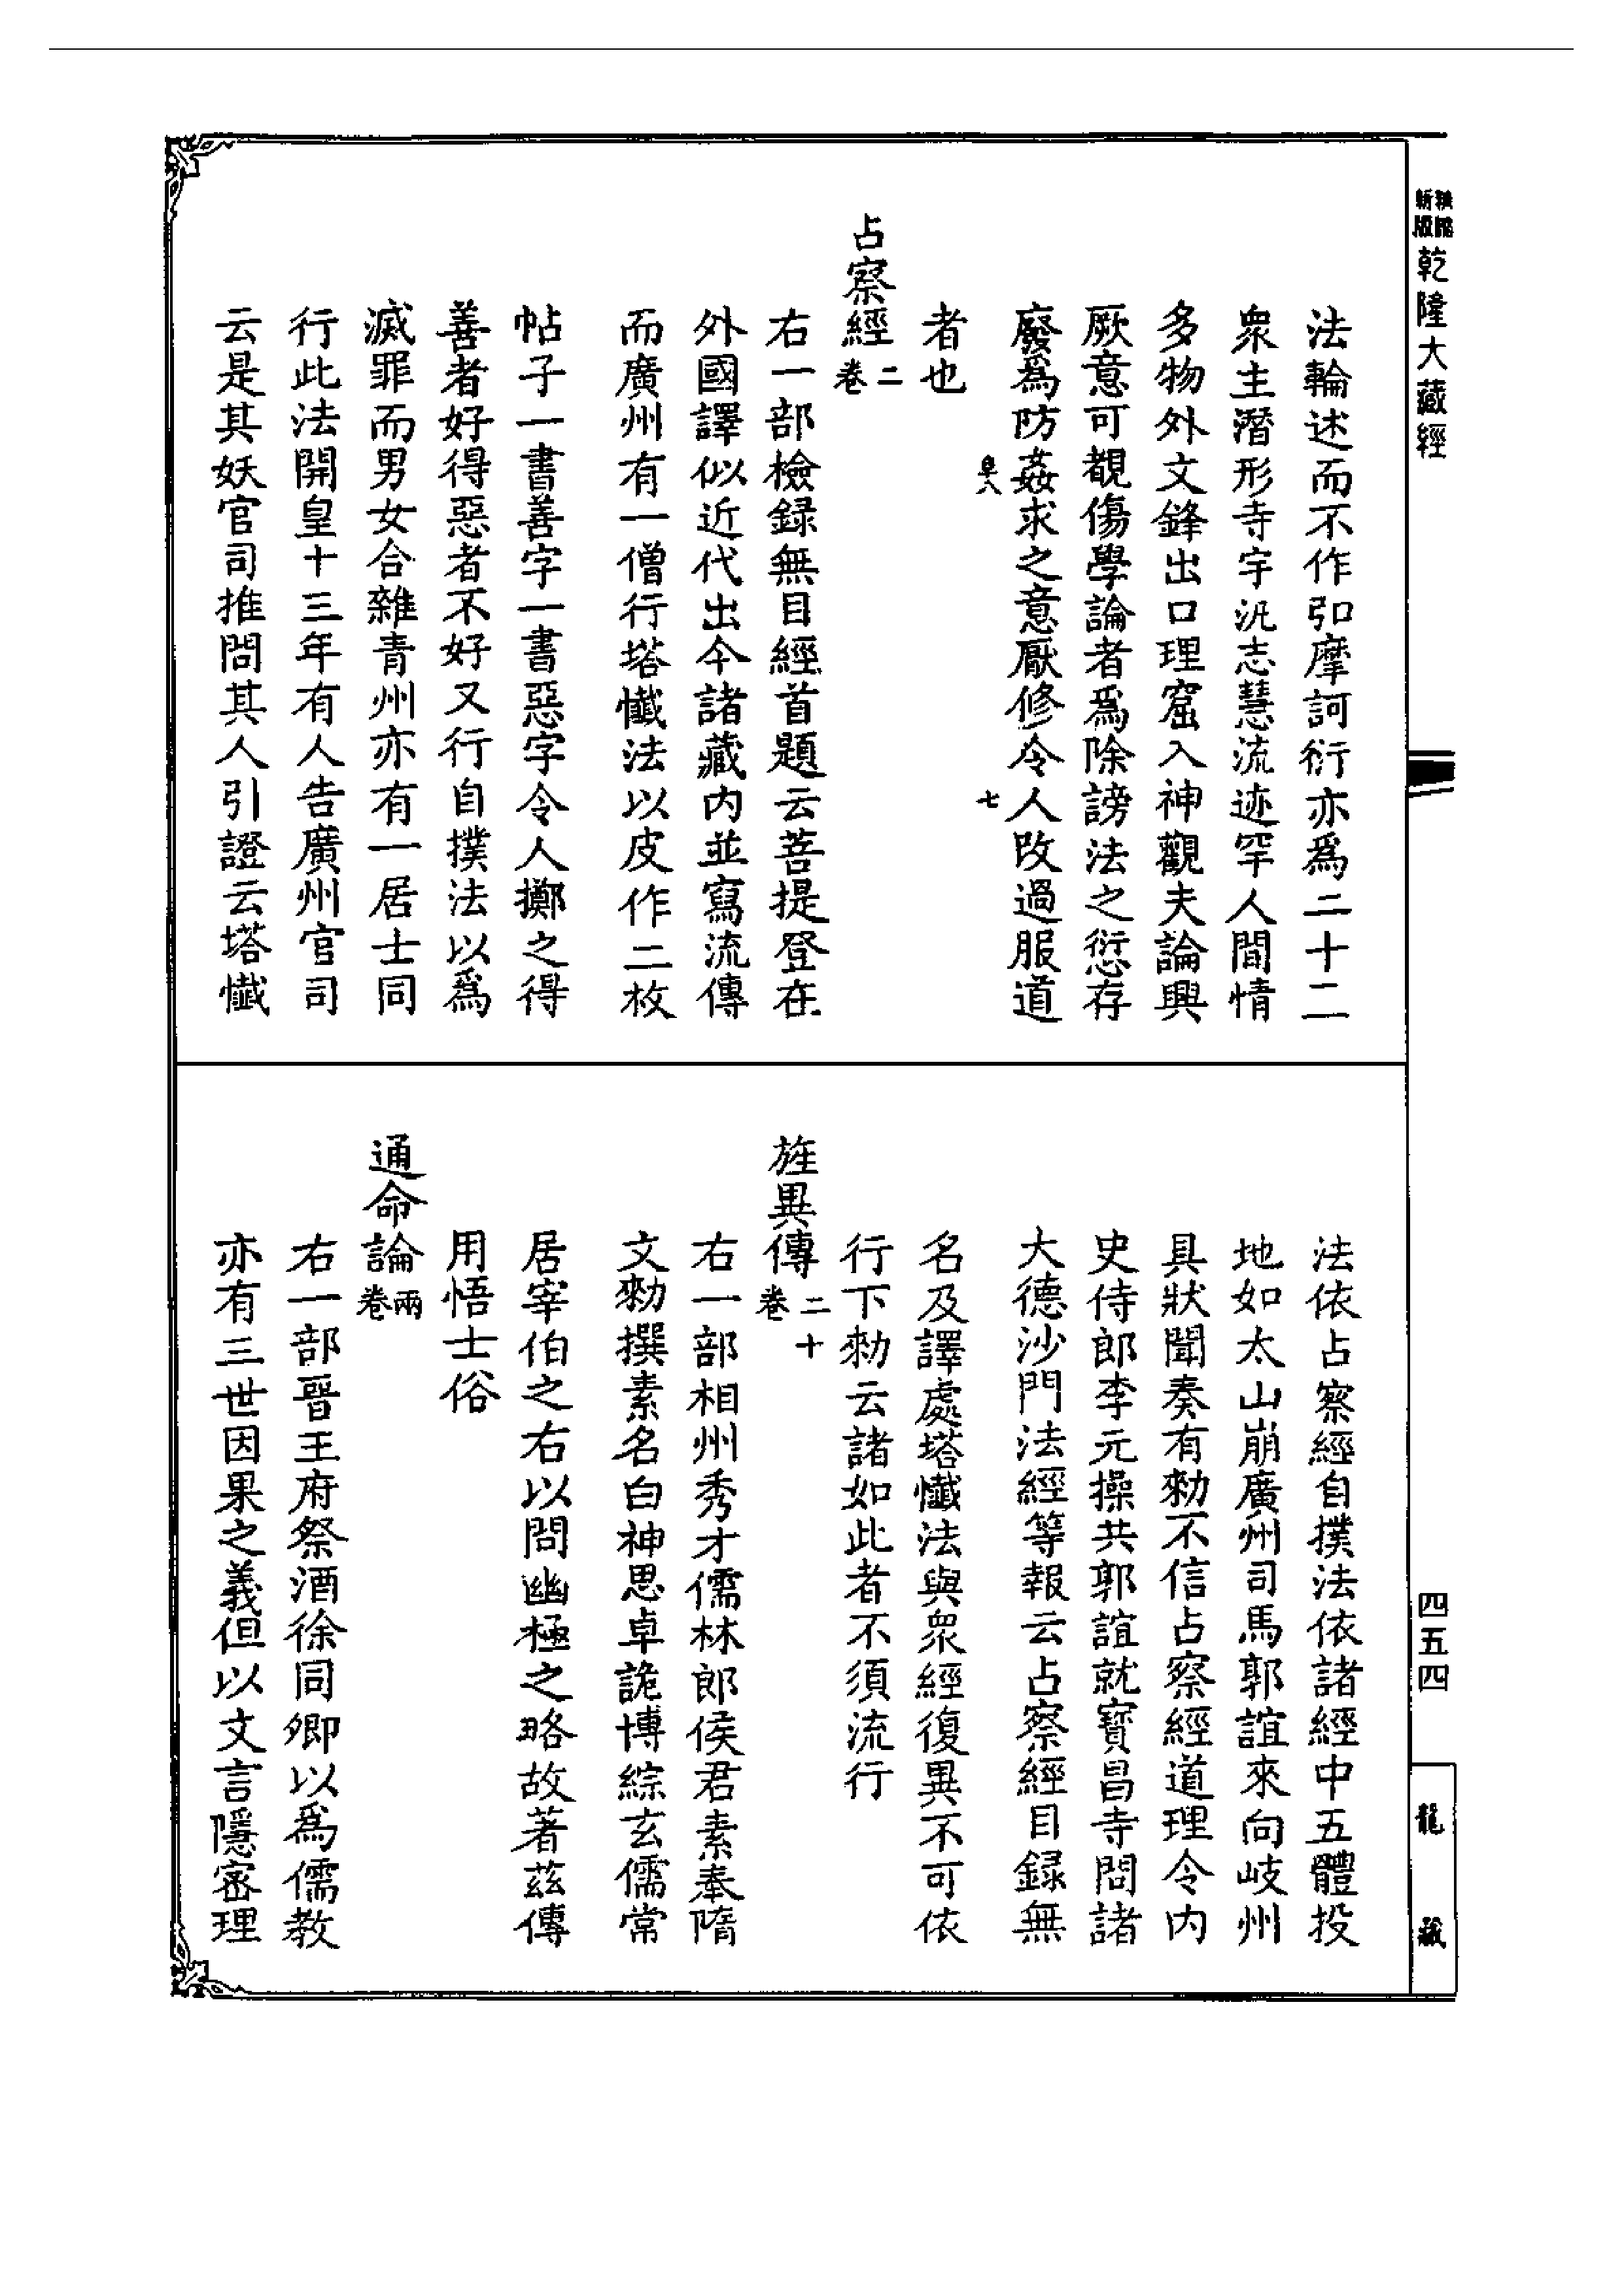 新版
乾隆大藏經
法輪述而不作引摩訶衍亦爲二十二
衆主潛形寺宇汎志慧流迹罕人間情
多物外文鋒出口理窟入神觀夫論興
厥意可覩傷學論者爲除謗法之愆存
廢爲防姦求之意厭修令人改過服道
七
者也
占察經二卷
右一部檢録無目經首題云菩提登在
外國譯似近代出今諸藏内並寫流傳
而廣州有一僧行塔懺法以皮作二枚
帖子一書善字一書惡字令人擲之得
善者好得惡者不好又行自撲法以爲
滅罪而男女合雜青州亦有一居士同
行此法開皇十三年有人告廣州官司
云是其妖官司推問其人引證云塔懺
法依占察經自撲法依諸經中五體投
地如太山崩廣州司馬郭誼來向岐州
具狀聞奏有勑不信占察經道理令内
史侍郎李元操共郭誼就寶昌寺問諸
大德沙門法經等報云占察經目録無
名及譯處塔懺法與衆經復異不可依
行下勑云諸如此者不須流行
旌異傳二十卷
右一部相州秀才儒林郎侯君素奉隋
文勑撰素名白神思卓詭博綜玄儒常
居宰伯之右以問幽極之略故著茲傳
用悟士俗
通命論兩卷
右一部晉王府祭酒徐同卿以爲儒教
亦有三世因果之義但以文言隱密理
四五四
龍藏